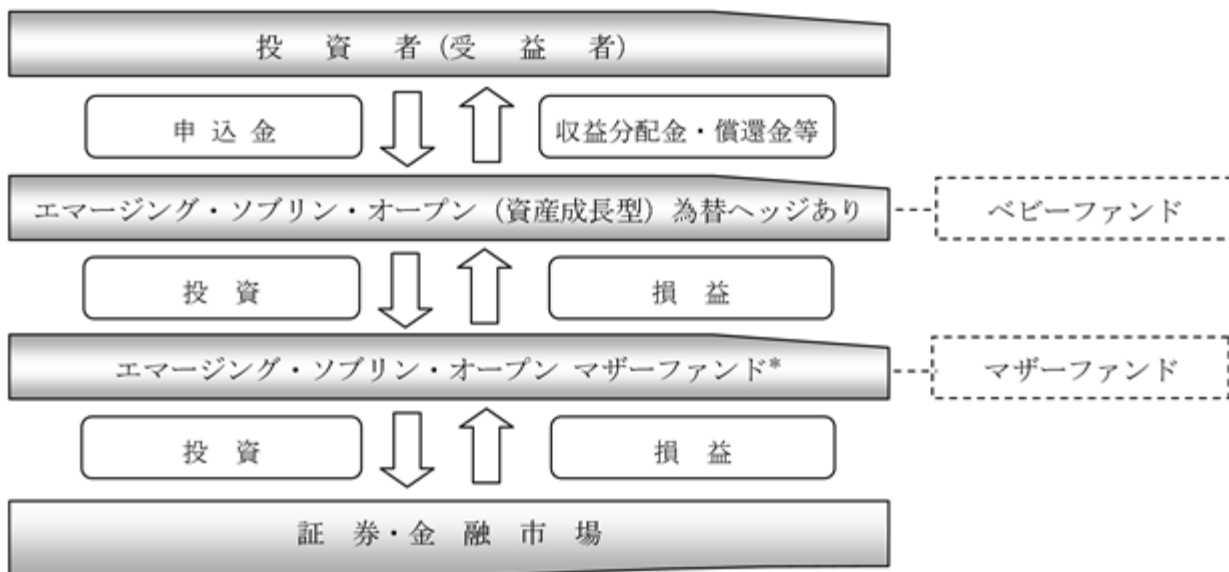 投 資 者（受 益 者）
申 込 金
収益分配金・償還金等
エマージング・ソブリン・オープン（資産成長型）為替ヘッジあり
ベビーファンド
投 資
損 益
エマージング・ソブリン・オープン マザーファンド*
マザーファンド
投 資
損 益
証 券・金 融 市 場